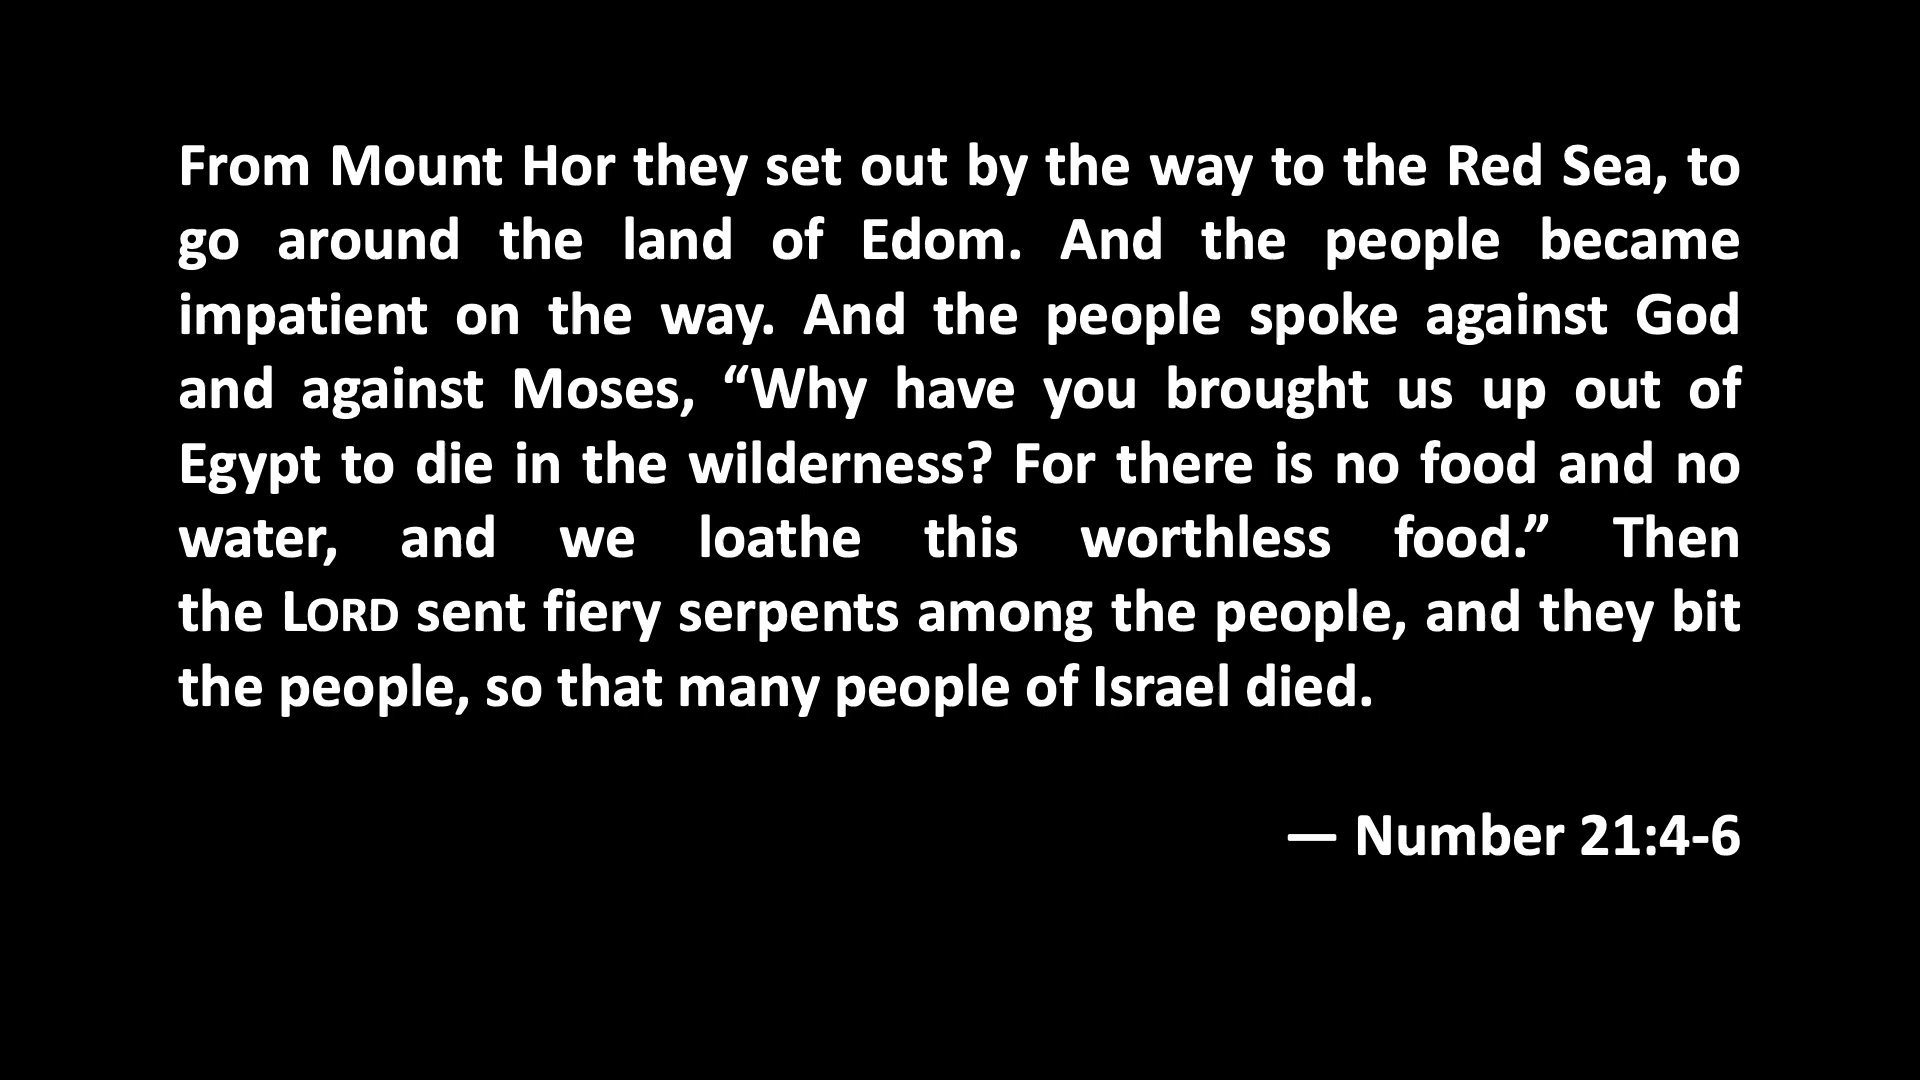 From Mount Hor they set out by the way to the Red Sea, to
go around the land of Edom. And the people became
impatient on the way. And the people spoke against God
and against Moses, “Why have you brought us up out of
Egypt to die in the wilderness? For there is no food and no
water, and we loathe this worthless food.” Then
the LORD sent fiery serpents among the people, and they bit
the people, so that many people of Israel died.
— Number 21:4-6